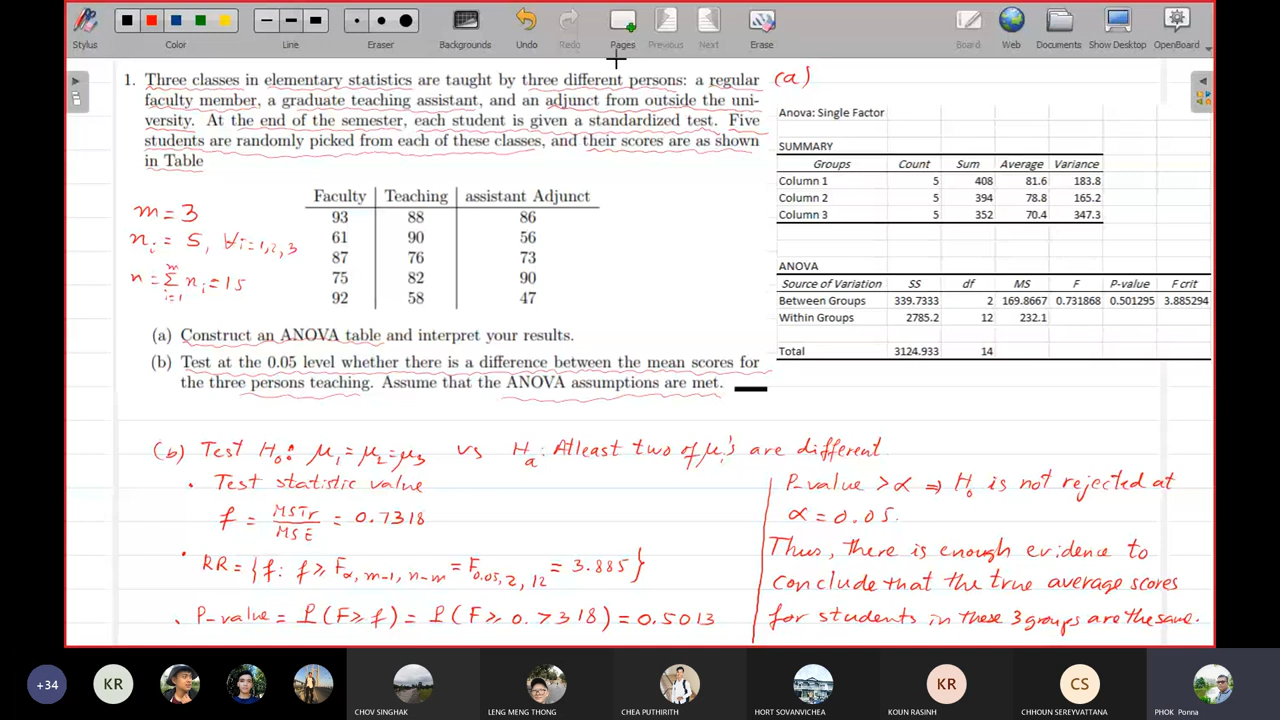 Stylus
Color
Line
Eraser
Backgrounds
Undo
Redo
Pages
Previous
Next
Erase
Board
Web
Documents
Show Desktop
OpenBoard
1. Three classes in elementary statistics are taught by three different persons: a regular
faculty member, a graduate teaching assistant, and an adjunct from outside the uni-
versity. At the end of the semester, each student is given a standardized test. Five
students are randomly picked from each of these classes, and their scores are as shown
in Table
Faculty Teaching assistant Adjunct
93 88 86
61 90 56
87 76 73
75 82 90
92 58 47
m = 3
nᵢ = 5, ∀i=1,2,3
n = Σᵢ₌₁ᵐ nᵢ = 15
(a) Construct an ANOVA table and interpret your results.
(b) Test at the 0.05 level whether there is a difference between the mean scores for
the three persons teaching. Assume that the ANOVA assumptions are met.
(a)
Anova: Single Factor
SUMMARY
Groups Count Sum Average Variance
Column 1 5 408 81.6 183.8
Column 2 5 394 78.8 165.2
Column 3 5 352 70.4 347.3
ANOVA
Source of Variation SS df MS F P-value F crit
Between Groups 339.7333 2 169.8667 0.731868 0.501295 3.885294
Within Groups 2785.2 12 232.1
Total 3124.933 14
(b) Test H₀: μ₁=μ₂=μ₃ vs Hₐ: Atleast two of μᵢ's are different
• Test statistic value
f = MSTr/MSE = 0.7318
• RR = {f: f ≥ F α, m-1, n-m = F 0.05, 2, 12 = 3.885}
• P-value = P(F ≥ f) = P(F ≥ 0.7318) = 0.5013
P-value > α ⇒ H₀ is not rejected at
α = 0.05.
Thus, there is enough evidence to
conclude that the true average scores
for students in these 3 groups are the same.
+34
KR
CHOV SINGHAK
LENG MENG THONG
CHEA PUTHIRITH
HORT SOVANVICHEA
KR
KOUN RASINH
CS
CHHOUN SEREYVATTANA
PHOK Ponna